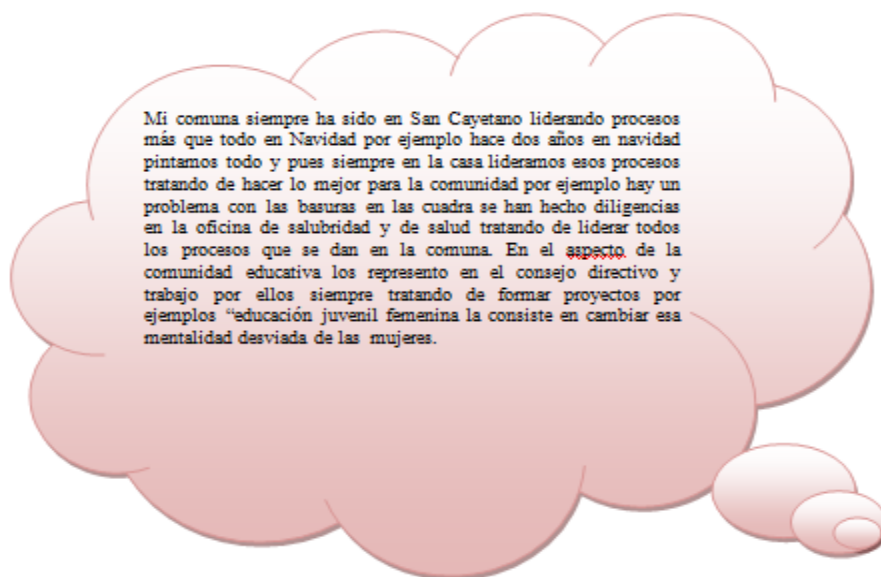 Mi comuna siempre ha sido en San Cayetano liderando procesos
más que todo en Navidad por ejemplo hace dos años en navidad
pintamos todo y pues siempre en la casa lideramos esos procesos
tratando de hacer lo mejor para la comunidad por ejemplo hay un
problema con las basuras en las cuadra se han hecho diligencias
en la oficina de salubridad y de salud tratando de liderar todos
los procesos que se dan en la comuna. En el aspecto de la
comunidad educativa los represento en el consejo directivo y
trabajo por ellos siempre tratando de formar proyectos por
ejemplos “educación juvenil femenina la consiste en cambiar esa
mentalidad desviada de las mujeres.